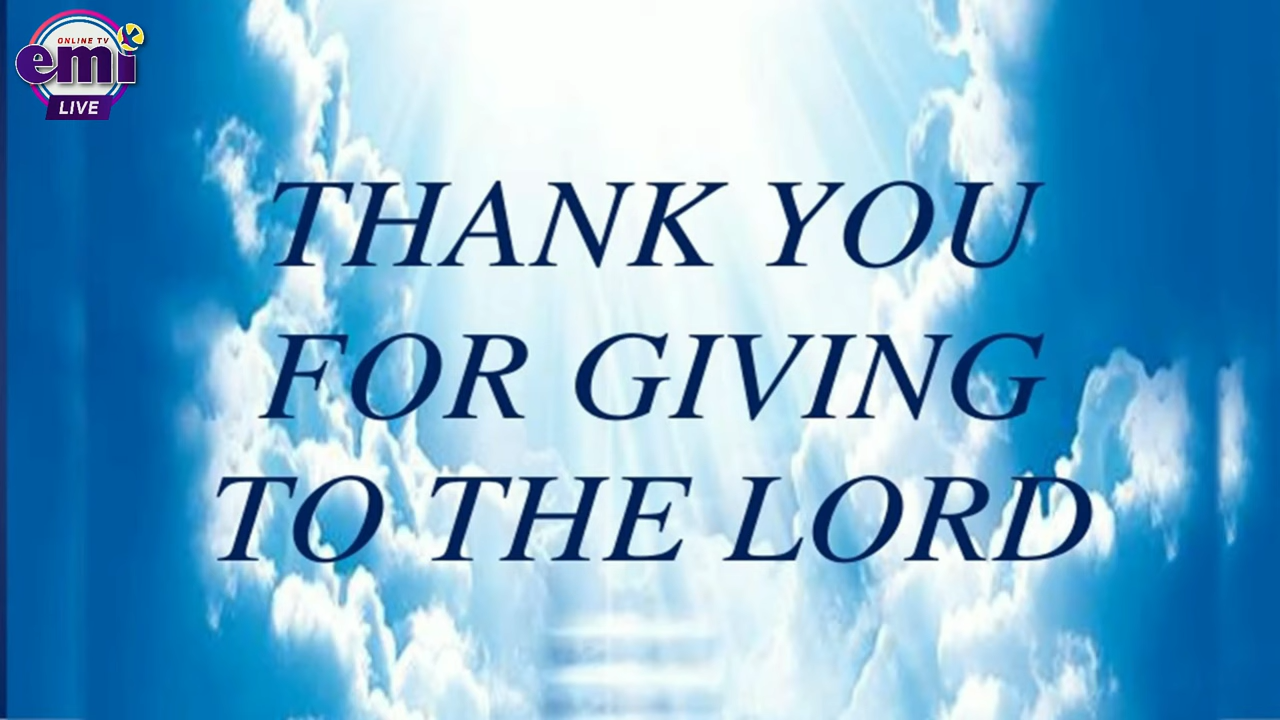 ONLINE TV
emi
LIVE
THANK YOU
FOR GIVING
TO THE LORD